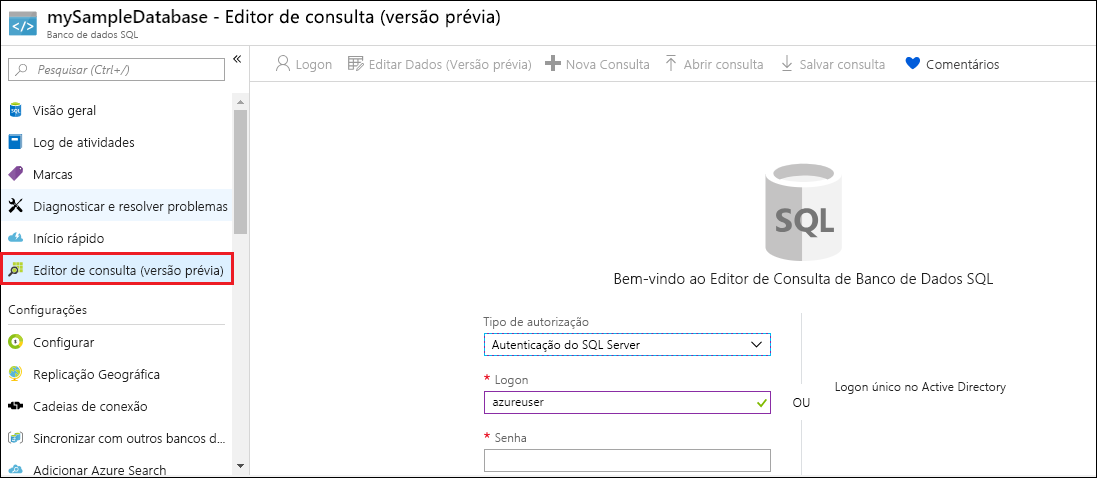 mySampleDatabase - Editor de consulta (versão prévia)
Banco de dados SQL
Pesquisar (Ctrl+/)
Visão geral
SQL
Log de atividades
Marcas
Diagnosticar e resolver problemas
Início rápido
Editor de consulta (versão prévia)
Configurações
Configurar
Replicação Geográfica
Cadeias de conexão
Sincronizar com outros bancos d...
Adicionar Azure Search
Logon
Editar Dados (Versão prévia)
Nova Consulta
Abrir consulta
Salvar consulta
Comentários
SQL
Bem-vindo ao Editor de Consulta de Banco de Dados SQL
Tipo de autorização
Autenticação do SQL Server
* Logon
azureuser
* Senha
OU
Logon único no Active Directory